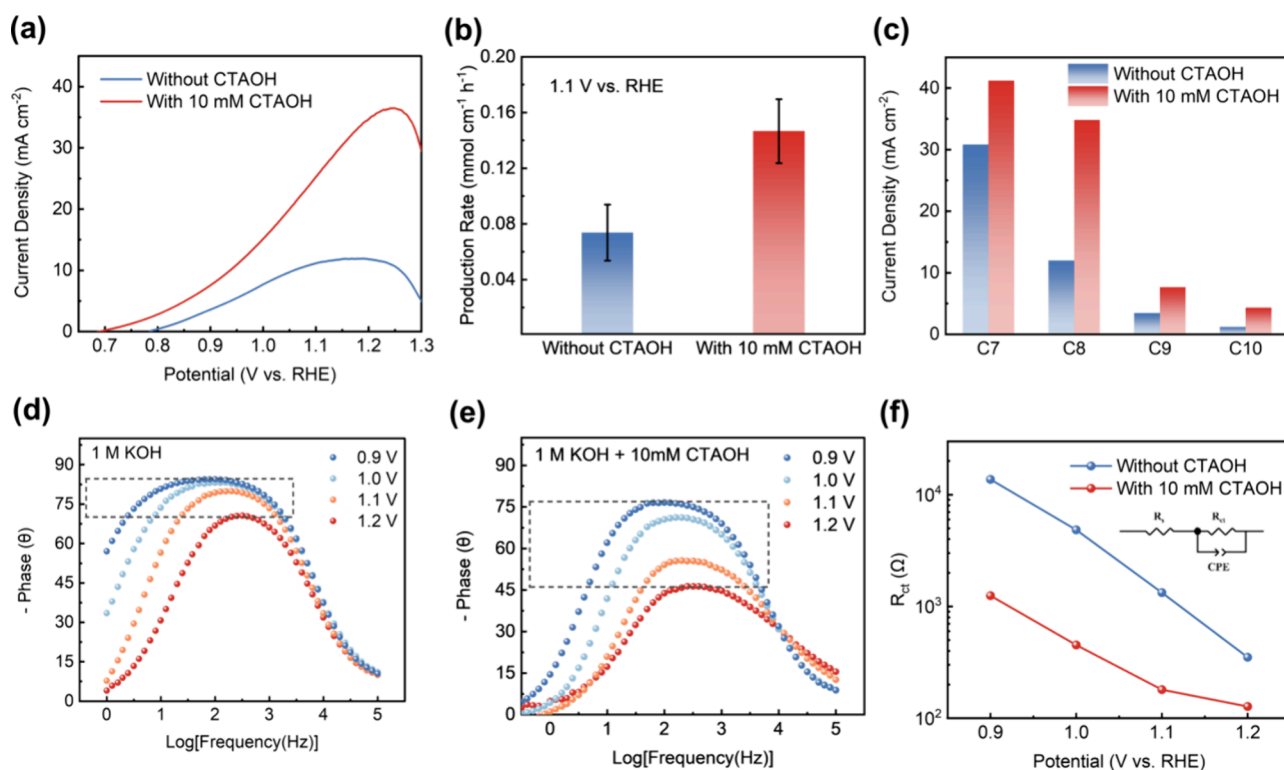 (a)
Without CTAOH
With 10 mM CTAOH
Current Density (mA cm⁻²)
40
30
20
10
0
0.7 0.8 0.9 1.0 1.1 1.2 1.3
Potential (V vs. RHE)
(b)
1.1 V vs. RHE
Production Rate (mmol cm⁻¹ h⁻¹)
0.20
0.16
0.12
0.08
0.04
Without CTAOH With 10 mM CTAOH
(c)
Without CTAOH
With 10 mM CTAOH
Current Density (mA cm⁻²)
40
30
20
10
0
C7 C8 C9 C10
(d)
1 M KOH
0.9 V
1.0 V
1.1 V
1.2 V
- Phase (θ)
90
75
60
45
30
15
0
0 1 2 3 4 5
Log[Frequency(Hz)]
(e)
1 M KOH + 10mM CTAOH
0.9 V
1.0 V
1.1 V
1.2 V
- Phase (θ)
90
75
60
45
30
15
0
0 1 2 3 4 5
Log[Frequency(Hz)]
(f)
Without CTAOH
With 10 mM CTAOH
Rs Rct
CPE
Rct (Ω)
10⁴
10³
10²
0.9 1.0 1.1 1.2
Potential (V vs. RHE)